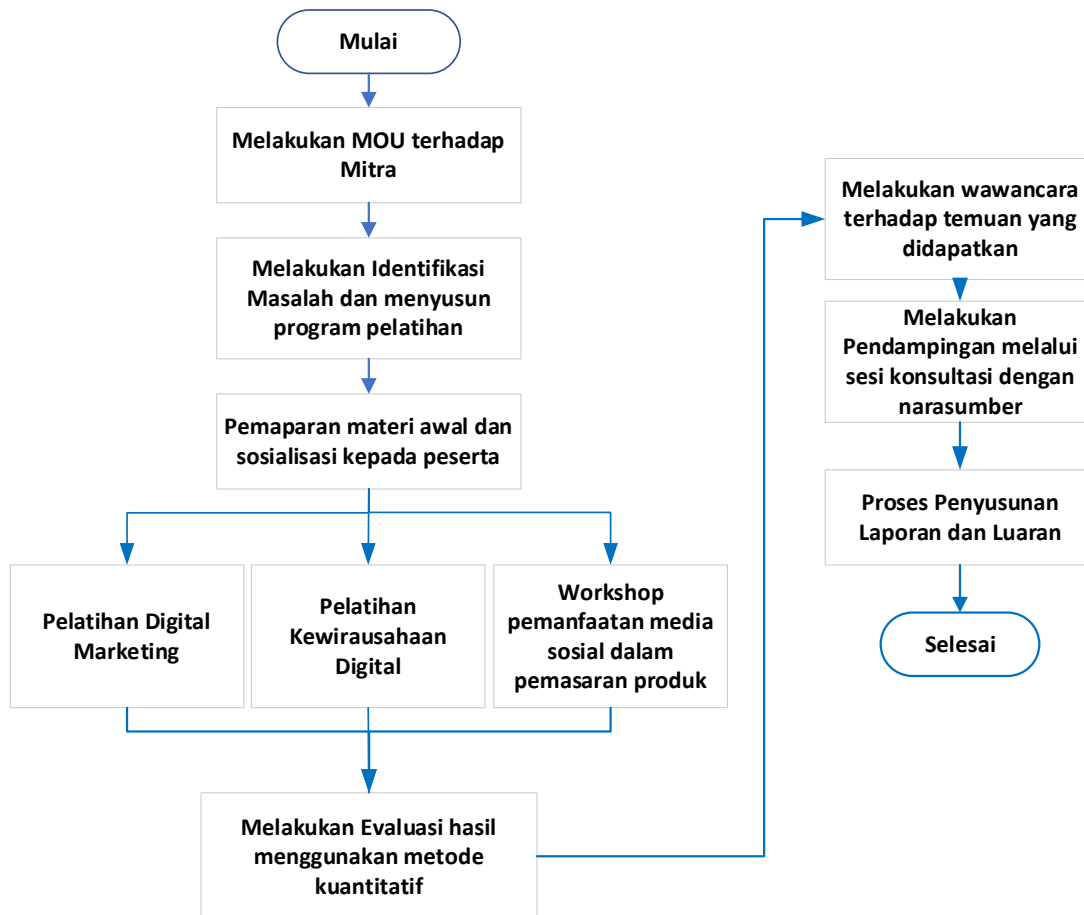 Mulai
Melakukan MOU terhadap
Mitra
Melakukan Identifikasi
Masalah dan menyusun
program pelatihan
Pemaparan materi awal dan
sosialisasi kepada peserta
Pelatihan Digital
Marketing
Pelatihan
Kewirausahaan
Digital
Workshop
pemanfaatan media
sosial dalam
pemasaran produk
Melakukan Evaluasi hasil
menggunakan metode
kuantitatif
Melakukan wawancara
terhadap temuan yang
didapatkan
Melakukan
Pendampingan melalui
sesi konsultasi dengan
narasumber
Proses Penyusunan
Laporan dan Luaran
Selesai